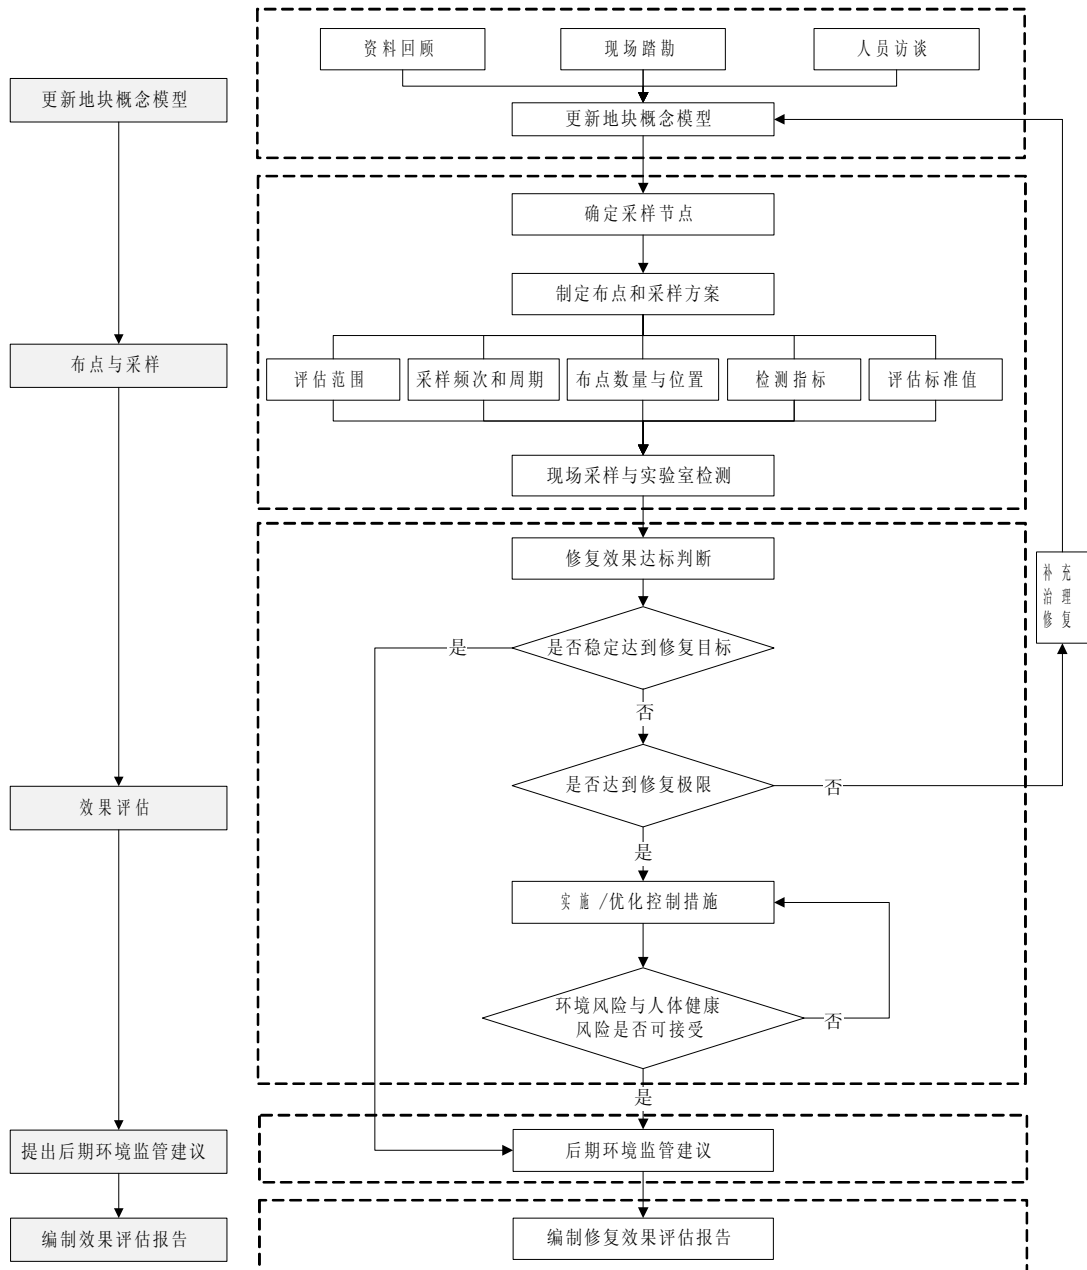 资料回顾
现场踏勘
人员访谈
更新地块概念模型
更新地块概念模型
确定采样节点
制定布点和采样方案
布点与采样
评估范围
采样频次和周期
布点数量与位置
检测指标
评估标准值
现场采样与实验室检测
修复效果达标判断
补充
治理
修复
是
是否稳定达到修复目标
否
是否达到修复极限
否
效果评估
是
实施/优化控制措施
环境风险与人体健康
风险是否可接受
否
是
提出后期环境监管建议
后期环境监管建议
编制效果评估报告
编制修复效果评估报告